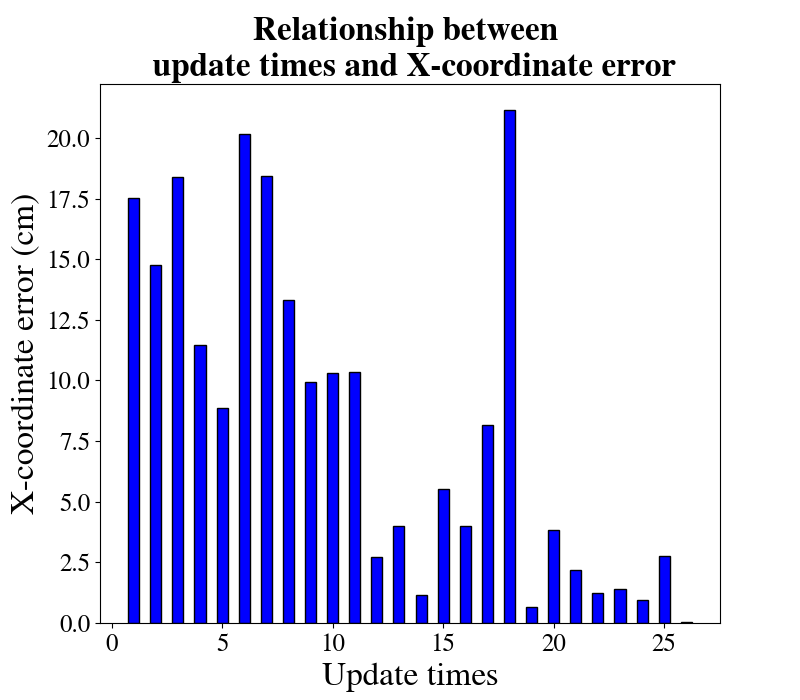 Relationship between
update times and X-coordinate error
20.0
17.5
15.0
12.5
10.0
7.5
5.0
2.5
0.0
X-coordinate error (cm)
0 5 10 15 20 25
Update times